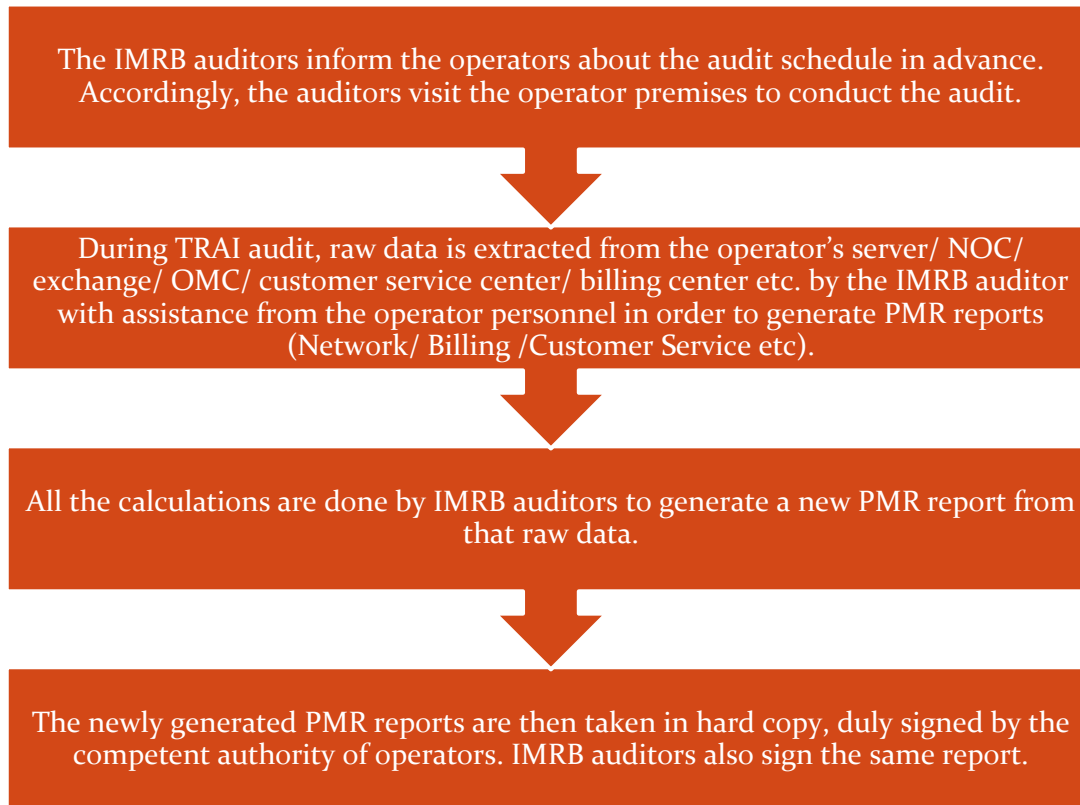 The IMRB auditors inform the operators about the audit schedule in advance.
Accordingly, the auditors visit the operator premises to conduct the audit.
During TRAI audit, raw data is extracted from the operator’s server/ NOC/
exchange/ OMC/ customer service center/ billing center etc. by the IMRB auditor
with assistance from the operator personnel in order to generate PMR reports
(Network/ Billing /Customer Service etc).
All the calculations are done by IMRB auditors to generate a new PMR report from
that raw data.
The newly generated PMR reports are then taken in hard copy, duly signed by the
competent authority of operators. IMRB auditors also sign the same report.